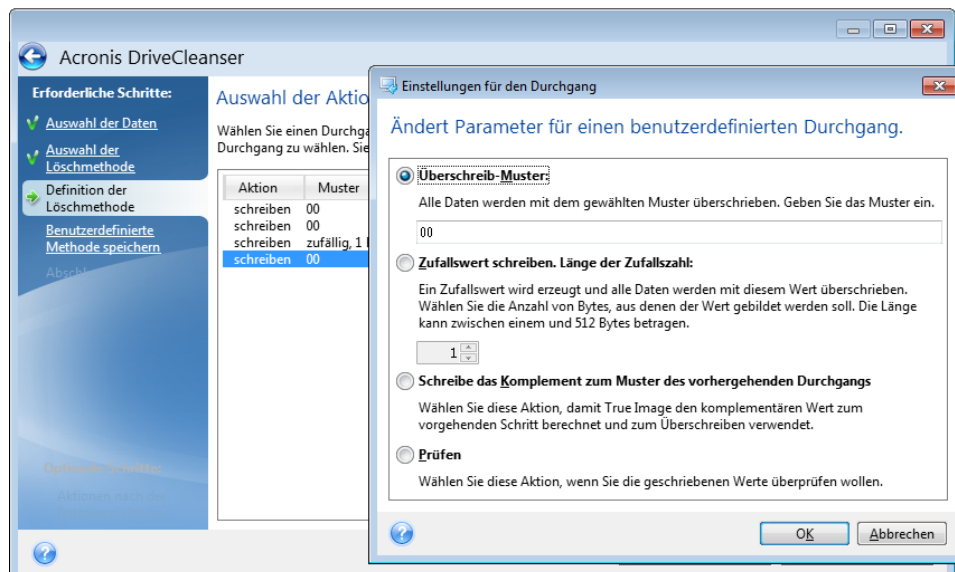 Acronis DriveCleanser
Erforderliche Schritte:
Auswahl der Daten
Auswahl der
Löschmethode
Definition der
Löschmethode
Benutzerdefinierte
Methode speichern
Auswahl der Aktio
Wählen Sie einen Durchga
Durchgang zu wählen. Sie
Aktion Muster
schreiben 00
schreiben 00
schreiben zufällig, 1
schreiben 00
Einstellungen für den Durchgang
Ändert Parameter für einen benutzerdefinierten Durchgang.
Überschreib-Muster:
Alle Daten werden mit dem gewählten Muster überschrieben. Geben Sie das Muster ein.
00
Zufallswert schreiben. Länge der Zufallszahl:
Ein Zufallswert wird erzeugt und alle Daten werden mit diesem Wert überschrieben.
Wählen Sie die Anzahl von Bytes, aus denen der Wert gebildet werden soll. Die Länge
kann zwischen einem und 512 Bytes betragen.
1
Schreibe das Komplement zum Muster des vorhergehenden Durchgangs
Wählen Sie diese Aktion, damit True Image den komplementären Wert zum
vorgehenden Schritt berechnet und zum Überschreiben verwendet.
Prüfen
Wählen Sie diese Aktion, wenn Sie die geschriebenen Werte überprüfen wollen.
OK
Abbrechen